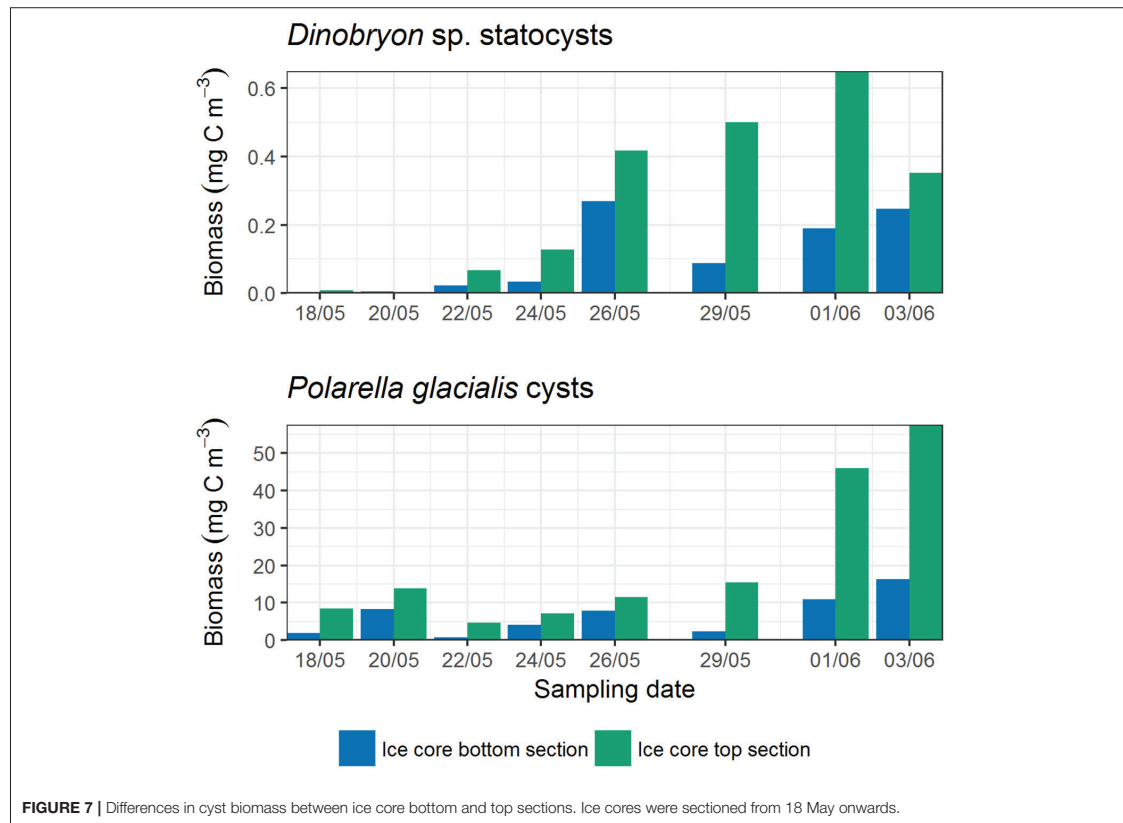 Dinobryon sp. statocysts
Biomass (mg C m⁻³)
0.6
0.4
0.2
0.0
18/05 20/05 22/05 24/05 26/05 29/05 01/06 03/06
Polarella glacialis cysts
Biomass (mg C m⁻³)
50
40
30
20
10
0
18/05 20/05 22/05 24/05 26/05 29/05 01/06 03/06
Sampling date
Ice core bottom section Ice core top section
FIGURE 7 | Differences in cyst biomass between ice core bottom and top sections. Ice cores were sectioned from 18 May onwards.